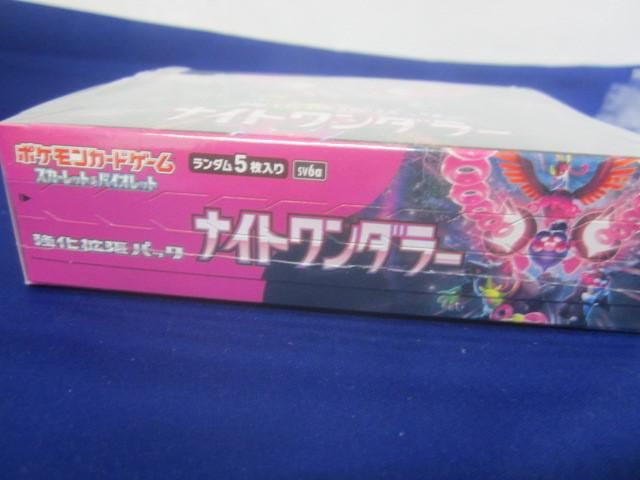 ナイトワンダラー
ポケモンカードゲーム
スカーレット&バイオレット
ランダム5枚入り
sv6a
強化拡張パック
ナイトワンダラー